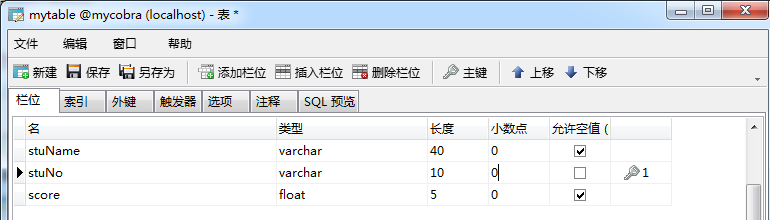 mytable @mycobra (localhost) - 表 *
文件 编辑 窗口 帮助
新建 保存 另存为 添加栏位 插入栏位 删除栏位 主键 上移 下移
栏位 索引 外键 触发器 选项 注释 SQL 预览
名 类型 长度 小数点 允许空值 (
stuName varchar 40 0
stuNo varchar 10 0 1
score float 5 0